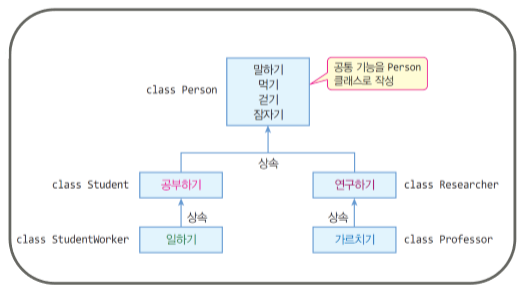 class Person
말하기
먹기
걷기
잠자기
공통 기능을 Person
클래스로 작성
상속
class Student
공부하기
연구하기
class Researcher
상속
상속
class StudentWorker
일하기
가르치기
class Professor